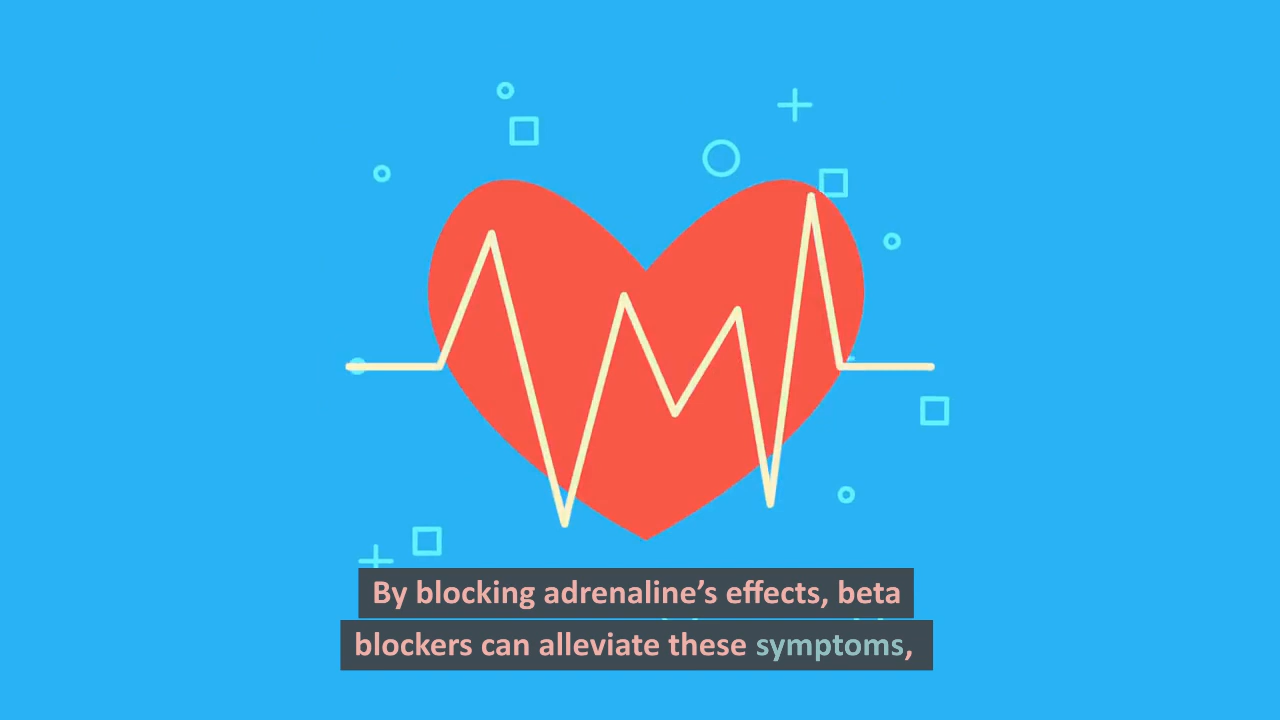 By blocking adrenaline’s effects, beta
blockers can alleviate these symptoms,